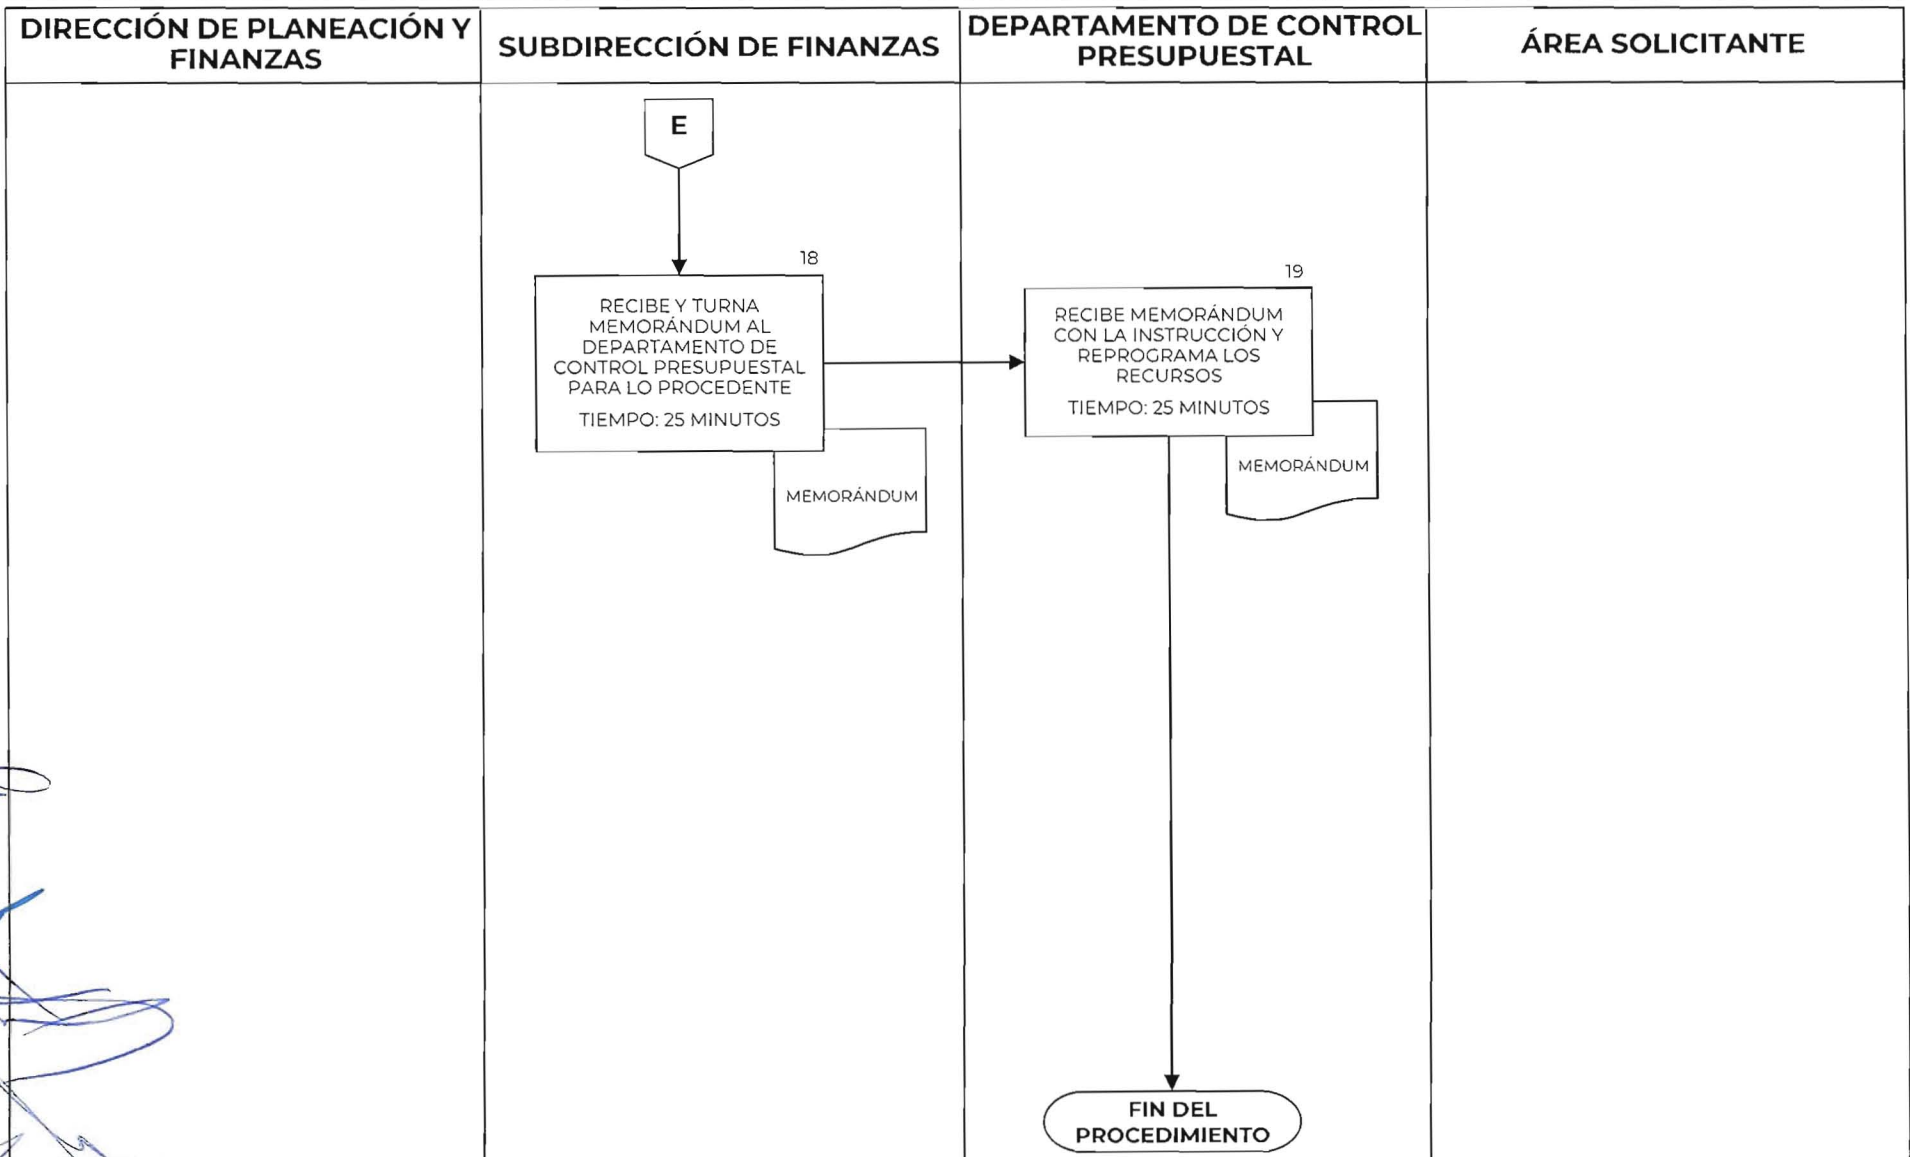 DIRECCIÓN DE PLANEACIÓN Y
FINANZAS
SUBDIRECCIÓN DE FINANZAS
DEPARTAMENTO DE CONTROL
PRESUPUESTAL
ÁREA SOLICITANTE
E
18
RECIBE Y TURNA
MEMORÁNDUM AL
DEPARTAMENTO DE
CONTROL PRESUPUESTAL
PARA LO PROCEDENTE
TIEMPO: 25 MINUTOS
MEMORÁNDUM
19
RECIBE MEMORÁNDUM
CON LA INSTRUCCIÓN Y
REPROGRAMA LOS
RECURSOS
TIEMPO: 25 MINUTOS
MEMORÁNDUM
FIN DEL
PROCEDIMIENTO